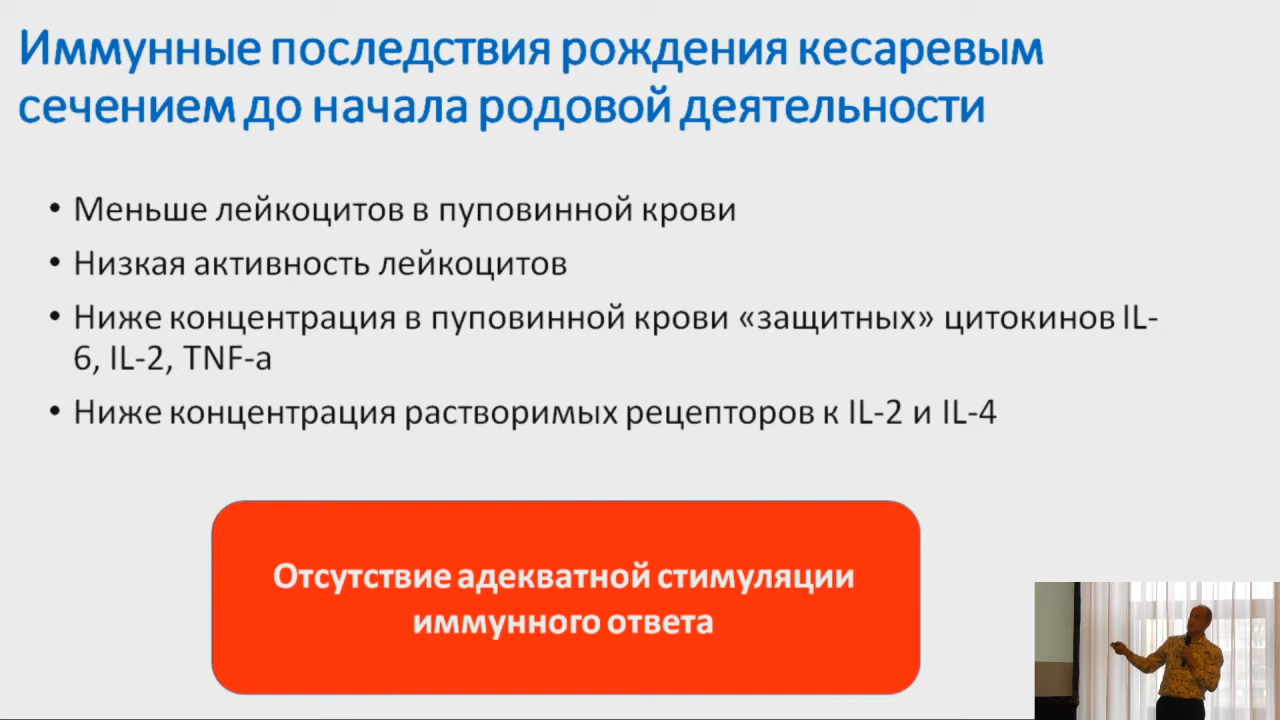 Иммунные последствия рождения кесаревым
сечением до начала родовой деятельности
• Меньше лейкоцитов в пуповинной крови
• Низкая активность лейкоцитов
• Ниже концентрация в пуповинной крови «защитных» цитокинов IL-
6, IL-2, TNF-a
• Ниже концентрация растворимых рецепторов к IL-2 и IL-4
Отсутствие адекватной стимуляции
иммунного ответа